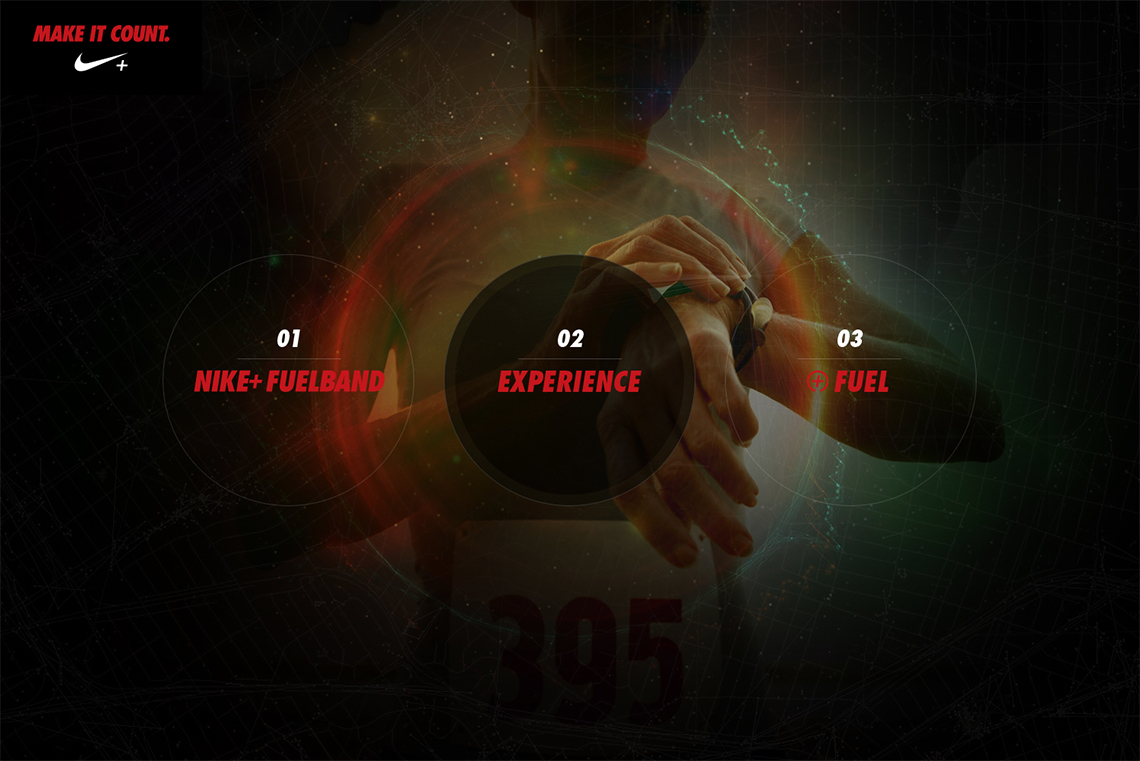 MAKE IT COUNT.
+
01
NIKE+ FUELBAND
02
EXPERIENCE
03
+ FUEL
395